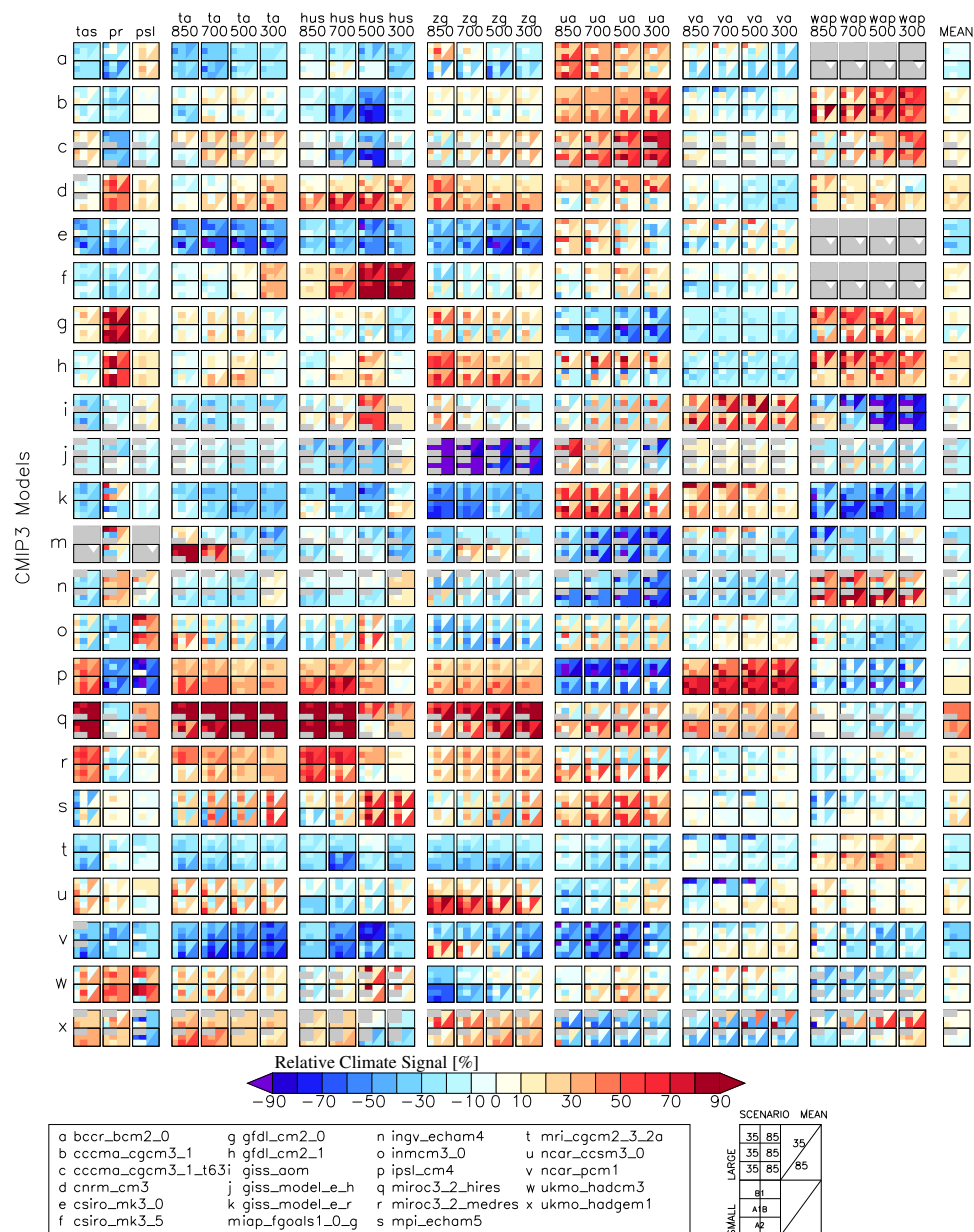 ta ta ta ta hus hus hus hus zg zg zg zg ua ua ua ua va va va va wap wap wap wap
tas pr psl 850 700 500 300 850 700 500 300 850 700 500 300 850 700 500 300 850 700 500 300 850 700 500 300 MEAN
a
b
c
d
e
f
g
h
i
j
k
m
n
o
p
q
r
s
t
u
v
w
x
CMIP3 Models
Relative Climate Signal [%]
-90 -70 -50 -30 -10 0 10 30 50 70 90
a bccr_bcm2_0 g gfdl_cm2_0 n ingv_echam4 t mri_cgcm2_3_2a
b cccma_cgcm3_1 h gfdl_cm2_1 o inmcm3_0 u ncar_ccsm3_0
c cccma_cgcm3_1_t63 i giss_aom p ipsl_cm4 v ncar_pcm1
d cnrm_cm3 j giss_model_e_h q miroc3_2_hires w ukmo_hadcm3
e csiro_mk3_0 k giss_model_e_r r miroc3_2_medres x ukmo_hadgem1
f csiro_mk3_5 miap_fgoals1_0_g s mpi_echam5
SCENARIO MEAN
LARGE
35 85
35 85
35 85
35
85
SMALL
B1
A1B
A2